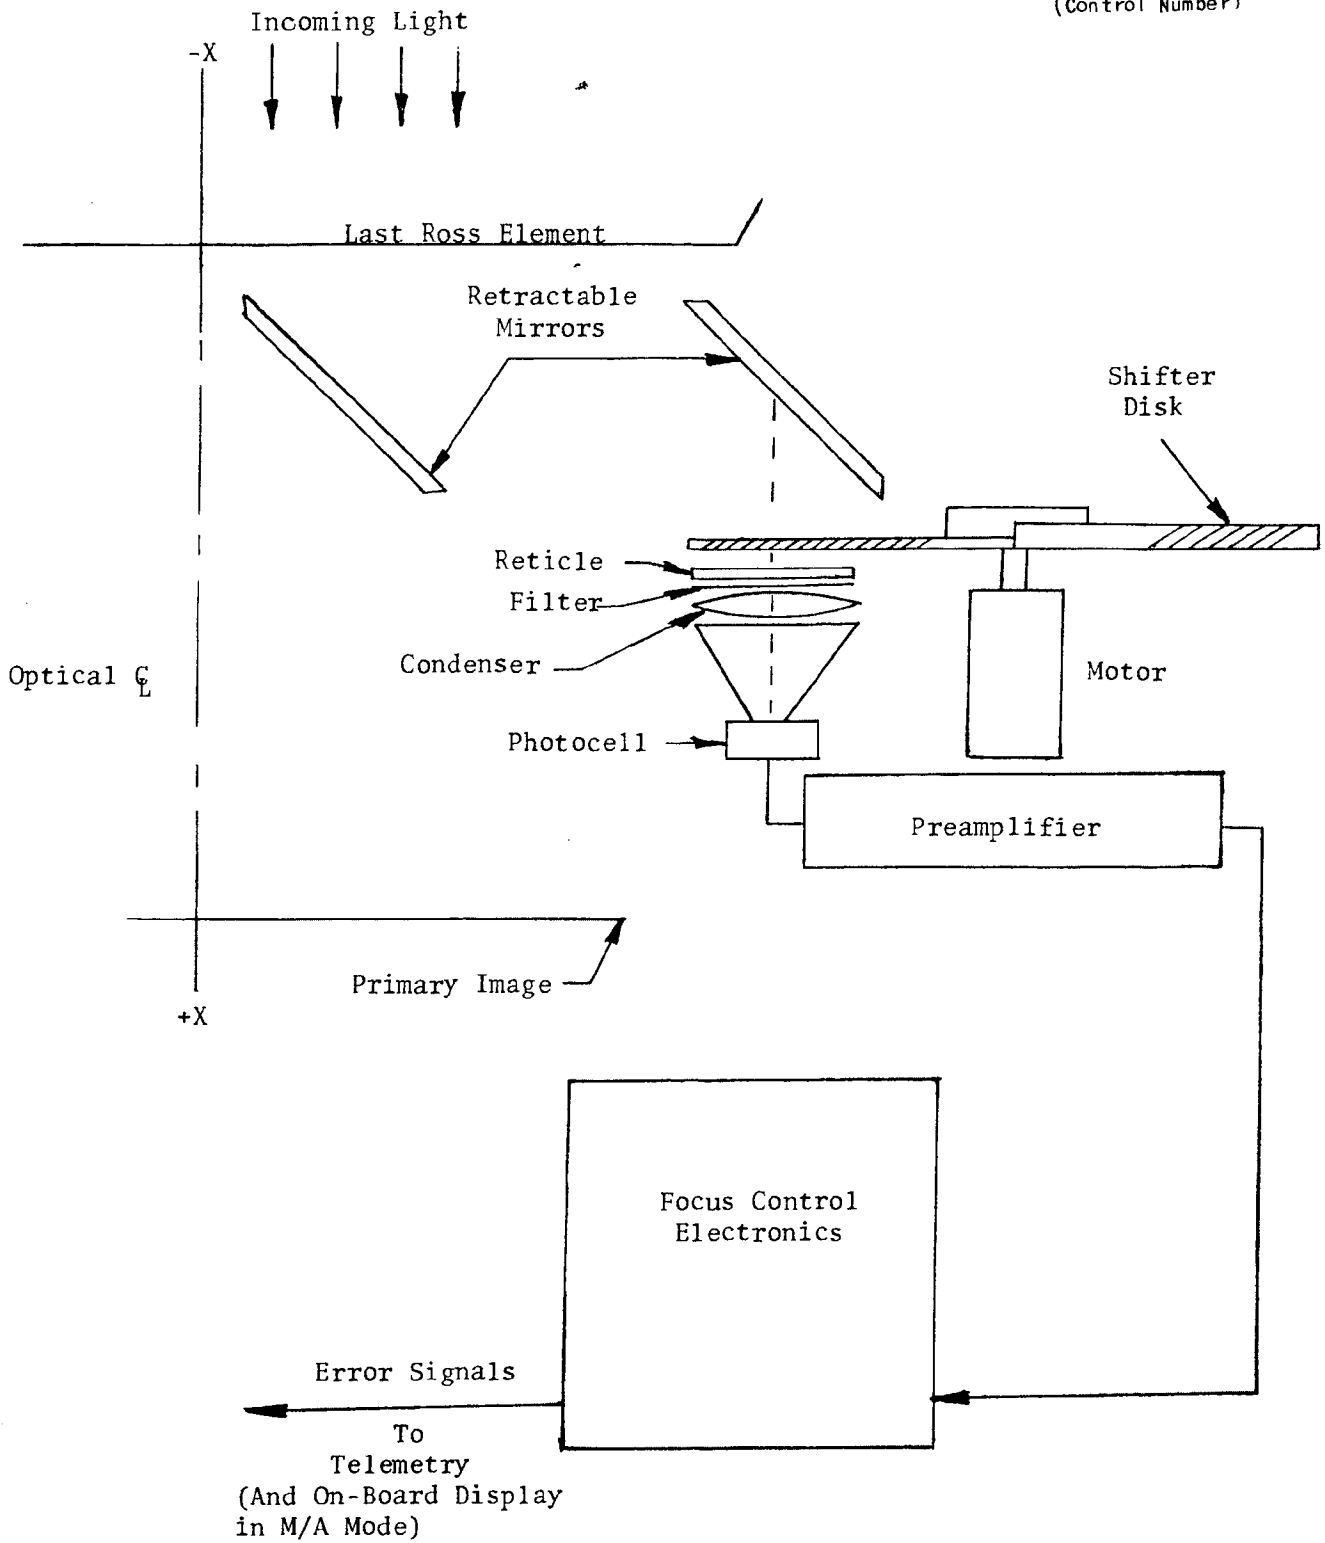 (Control Number)
Incoming Light
-X
Last Ross Element
Retractable
Mirrors
Shifter
Disk
Reticle
Filter
Condenser
Optical ℄
Motor
Photocell
Preamplifier
Primary Image
+X
Focus Control
Electronics
Error Signals
To
Telemetry
(And On-Board Display
in M/A Mode)